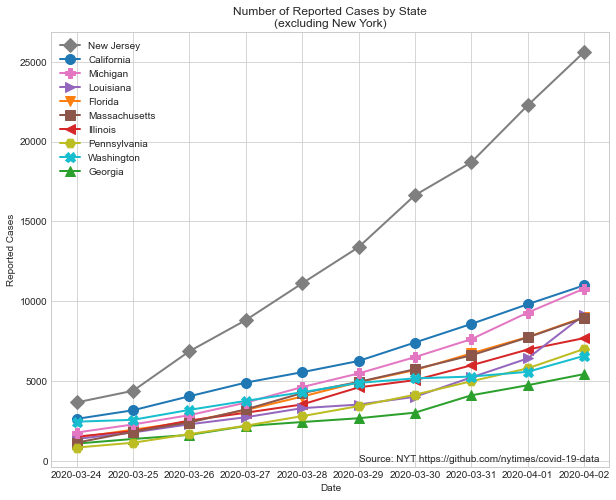 Number of Reported Cases by State
(excluding New York)
New Jersey
California
Michigan
Louisiana
Florida
Massachusetts
Illinois
Pennsylvania
Washington
Georgia
Reported Cases
25000
20000
15000
10000
5000
0
Source: NYT https://github.com/nytimes/covid-19-data
2020-03-24 2020-03-25 2020-03-26 2020-03-27 2020-03-28 2020-03-29 2020-03-30 2020-03-31 2020-04-01 2020-04-02
Date